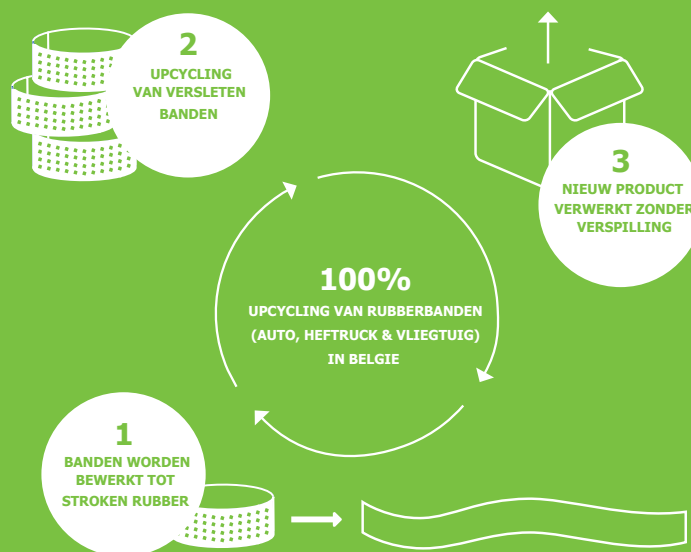 2
UPCYCLING
VAN VERSLETEN
BANDEN
3
NIEUW PRODUCT
VERWERKT ZONDER
VERSPILLING
100%
UPCYCLING VAN RUBBERBANDEN
(AUTO, HEFTRUCK & VLIEGTUIG)
IN BELGIE
1
BANDEN WORDEN
BEWERKT TOT
STROKEN RUBBER